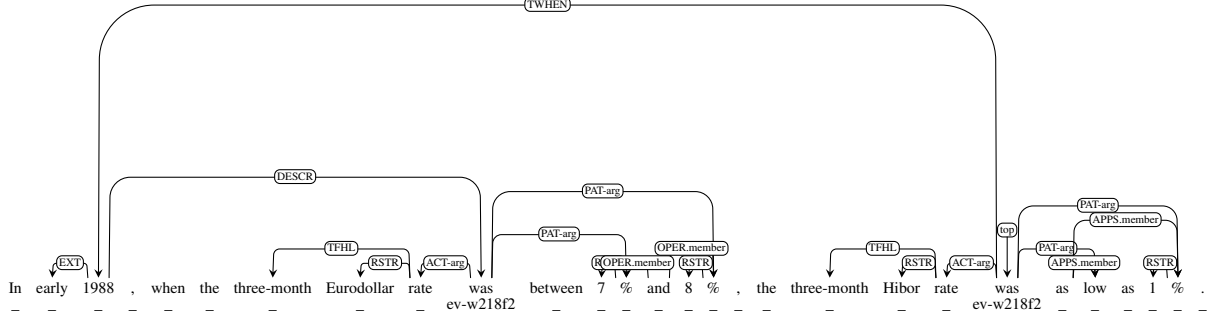 TWHEN
DESCR
PAT-arg
PAT-arg
APPS.member
top
PAT-arg
TFHL
OPER.member
TFHL
PAT-arg
EXT
RSTR
ACT-arg
OPER.member
RSTR
RSTR
ACT-arg
APPS.member
RSTR
In early 1988 , when the three-month Eurodollar rate was between 7 % and 8 % , the three-month Hibor rate was as low as 1 % .
_ _ _ _ _ _ _ _ _ ev-w218f2 _ _ _ _ _ _ _ _ _ _ _ ev-w218f2 _ _ _ _ _ _